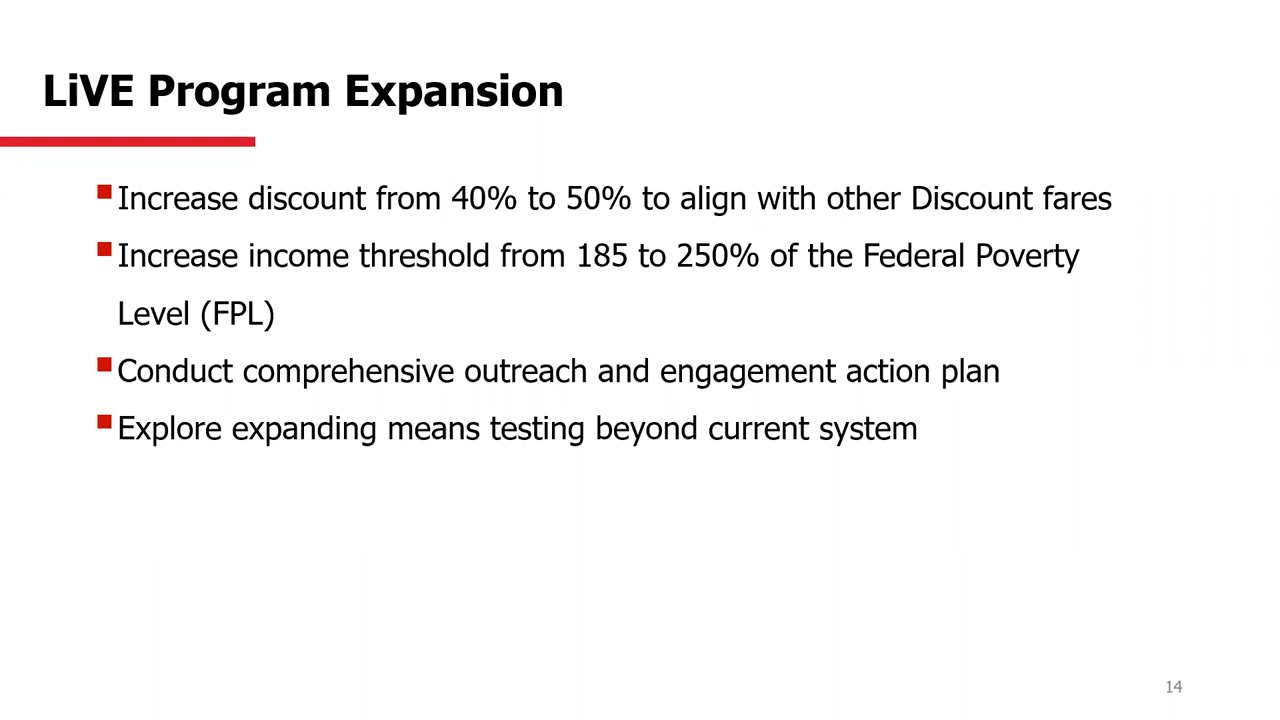 LiVE Program Expansion
Increase discount from 40% to 50% to align with other Discount fares
Increase income threshold from 185 to 250% of the Federal Poverty
Level (FPL)
Conduct comprehensive outreach and engagement action plan
Explore expanding means testing beyond current system
14